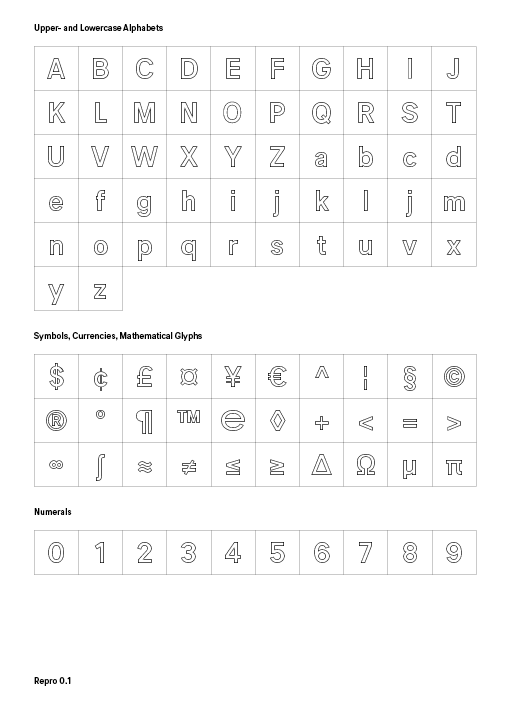 Upper- and Lowercase Alphabets
A B C D E F G H I J
K L M N O P Q R S T
U V W X Y Z a b c d
e f g h i j k l j m
n o p q r s t u v x
y z
Symbols, Currencies, Mathematical Glyphs
$ ¢ £ ¤ ¥ € ^ ¦ § ©
® ° ¶ ™ ℮ ◊ + < = >
∞ ∫ ≈ ≠ ≤ ≥ ∆ Ω µ π
Numerals
0 1 2 3 4 5 6 7 8 9
Repro 0.1